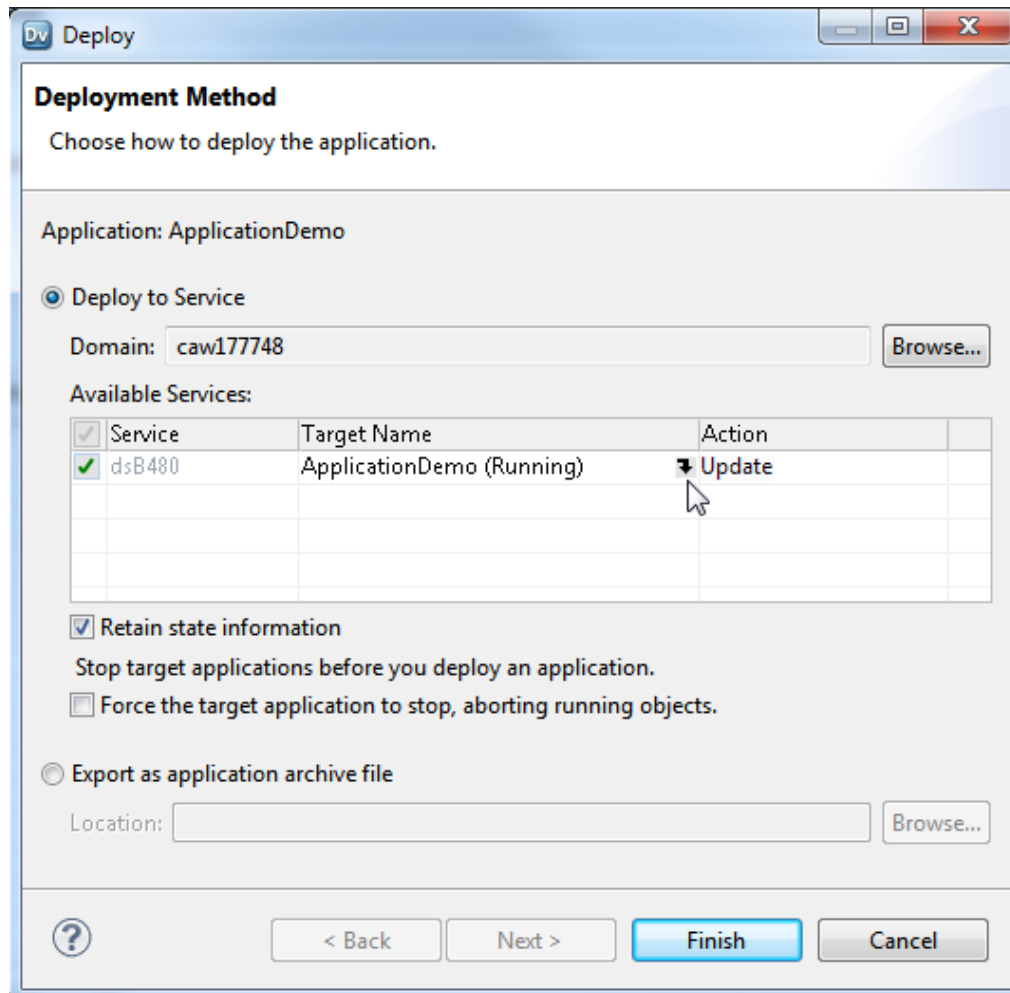 Dv Deploy
Deployment Method
Choose how to deploy the application.
Application: ApplicationDemo
Deploy to Service
Domain: caw177748 Browse...
Available Services:
Service Target Name Action
dsB480 ApplicationDemo (Running) Update
Retain state information
Stop target applications before you deploy an application.
Force the target application to stop, aborting running objects.
Export as application archive file
Location: Browse...
? < Back Next > Finish Cancel